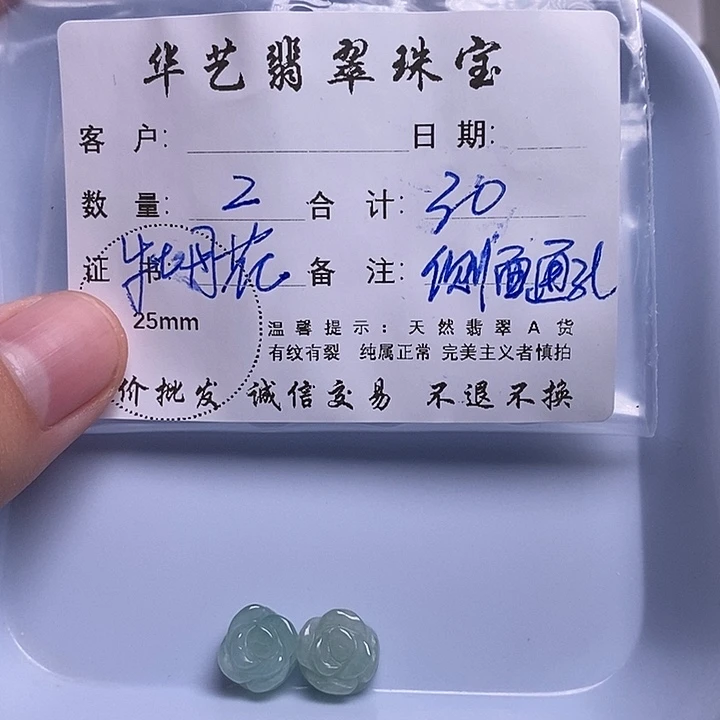 华艺翡翠珠宝
客 户: 日 期:
数 量: 2 合 计: 30
证 书 牡丹花 备 注: 侧面通孔
25mm
温馨提示: 天然翡翠A货
有纹有裂 纯属正常 完美主义者慎拍
价批发 诚信交易 不退不换